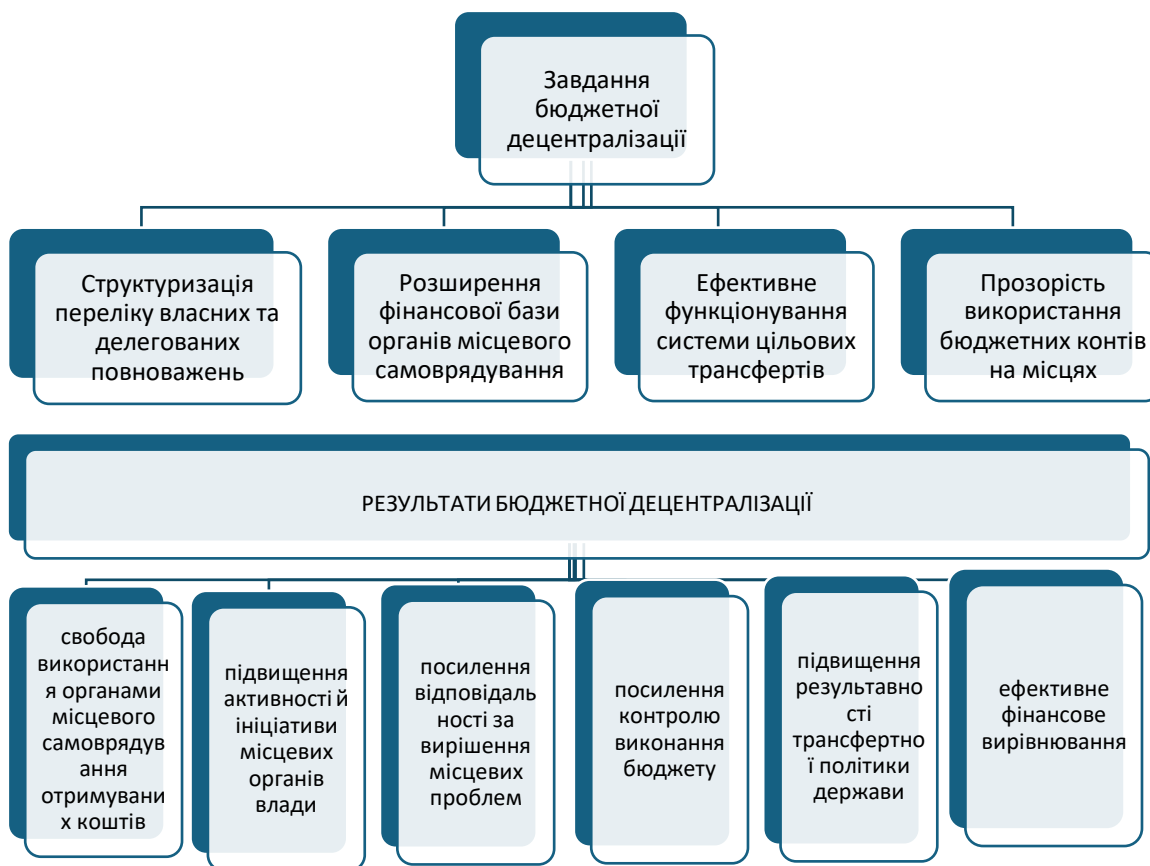 Завдання
бюджетної
децентралізації
Структуризація
переліку власних та
делегованих
повноважень
Розширення
фінансової бази
органів місцевого
самоврядування
Ефективне
функціонування
системи цільових
трансфертів
Прозорість
використання
бюджетних контів
на місцях
РЕЗУЛЬТАТИ БЮДЖЕТНОЇ ДЕЦЕНТРАЛІЗАЦІЇ
свобода
використанн
я органами
місцевого
самоврядув
ання
отримувани
х коштів
підвищення
активності й
ініціативи
місцевих
органів
влади
посилення
відповідаль
ності за
вирішення
місцевих
проблем
посилення
контролю
виконання
бюджету
підвищення
результавно
сті
трансфертно
ї політики
держави
ефективне
фінансове
вирівнювання